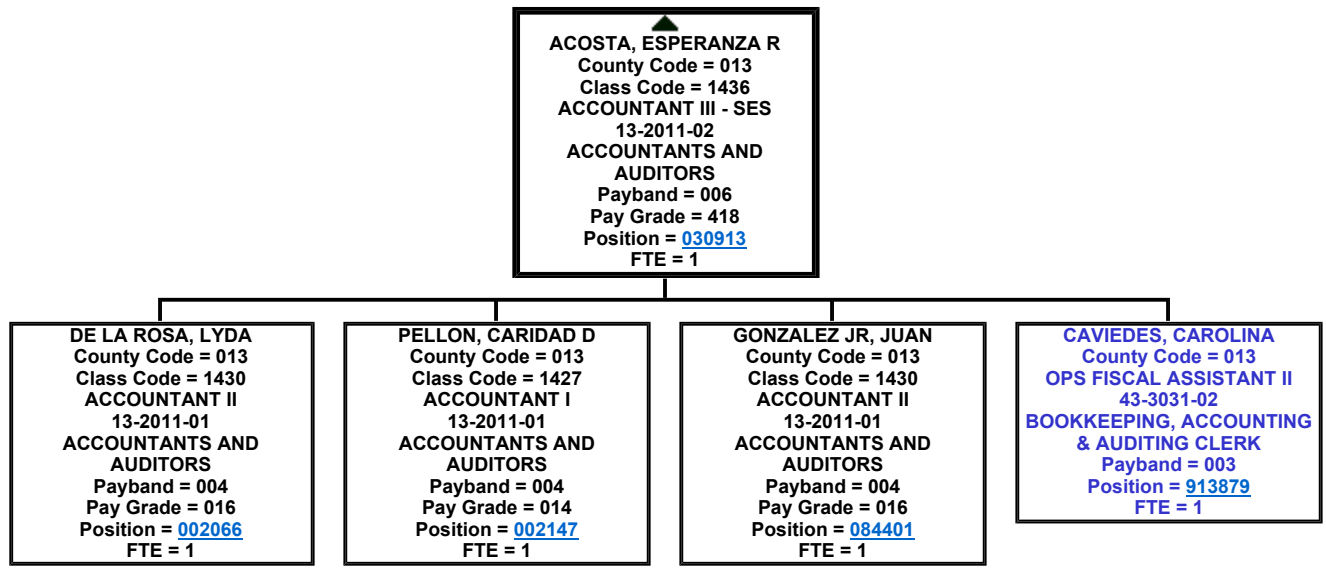 ACOSTA, ESPERANZA R
County Code = 013
Class Code = 1436
ACCOUNTANT III - SES
13-2011-02
ACCOUNTANTS AND
AUDITORS
Payband = 006
Pay Grade = 418
Position = 030913
FTE = 1
DE LA ROSA, LYDA
County Code = 013
Class Code = 1430
ACCOUNTANT II
13-2011-01
ACCOUNTANTS AND
AUDITORS
Payband = 004
Pay Grade = 016
Position = 002066
FTE = 1
PELLON, CARIDAD D
County Code = 013
Class Code = 1427
ACCOUNTANT I
13-2011-01
ACCOUNTANTS AND
AUDITORS
Payband = 004
Pay Grade = 014
Position = 002147
FTE = 1
GONZALEZ JR, JUAN
County Code = 013
Class Code = 1430
ACCOUNTANT II
13-2011-01
ACCOUNTANTS AND
AUDITORS
Payband = 004
Pay Grade = 016
Position = 084401
FTE = 1
CAVIEDES, CAROLINA
County Code = 013
OPS FISCAL ASSISTANT II
43-3031-02
BOOKKEEPING, ACCOUNTING
& AUDITING CLERK
Payband = 003
Position = 913879
FTE = 1